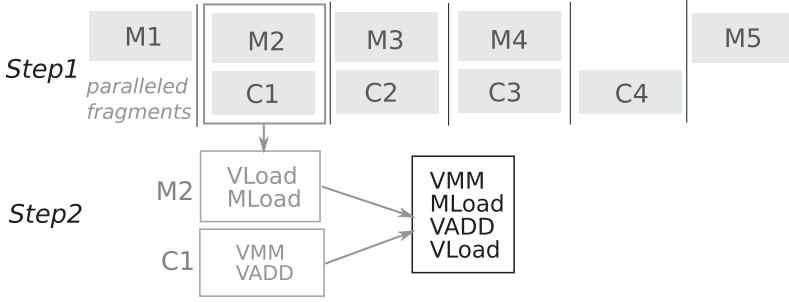 Step1
M1
M2
M3
M4
M5
C1
C2
C3
C4
paralleled
fragments
Step2
M2
VLoad
MLoad
C1
VMM
VADD
VMM
MLoad
VADD
VLoad